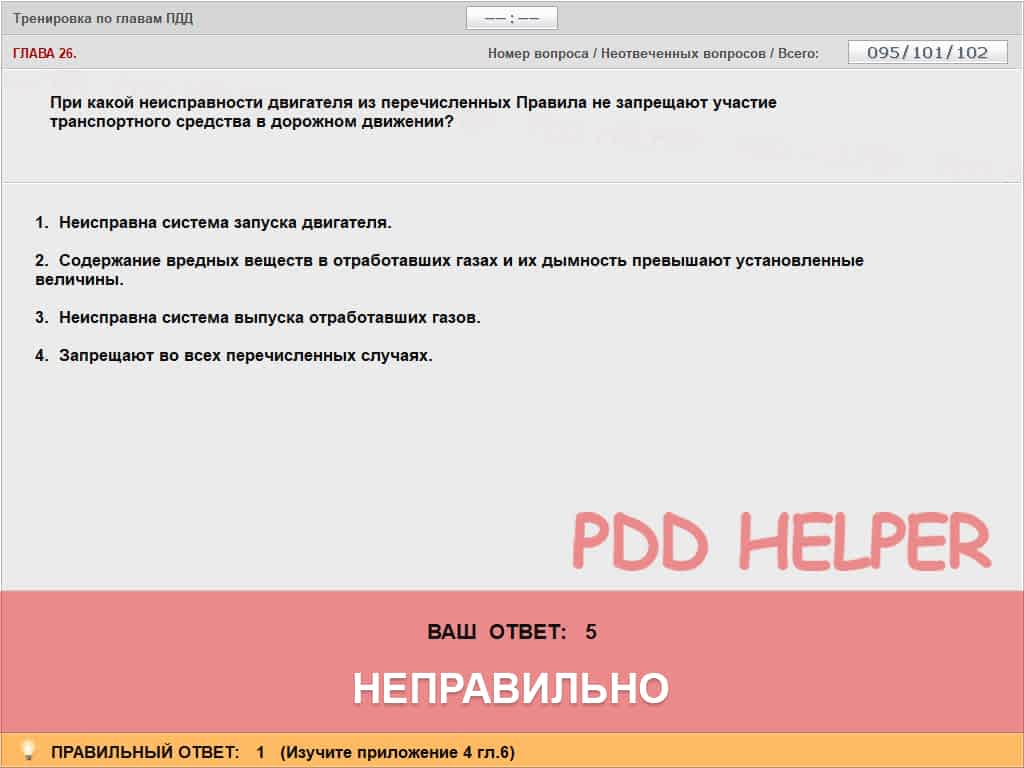 Тренировка по главам ПДД
–– : ––
ГЛАВА 26.
Номер вопроса / Неотвеченных вопросов / Всего:
095/101/102
При какой неисправности двигателя из перечисленных Правила не запрещают участие
транспортного средства в дорожном движении?
1. Неисправна система запуска двигателя.
2. Содержание вредных веществ в отработавших газах и их дымность превышают установленные
величины.
3. Неисправна система выпуска отработавших газов.
4. Запрещают во всех перечисленных случаях.
PDD HELPER
ВАШ ОТВЕТ: 5
НЕПРАВИЛЬНО
ПРАВИЛЬНЫЙ ОТВЕТ: 1 (Изучите приложение 4 гл.6)